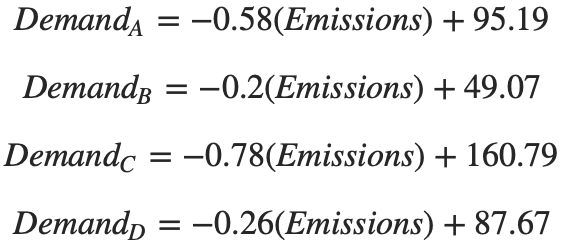 Demand_A = −0.58(Emissions) + 95.19
Demand_B = −0.2(Emissions) + 49.07
Demand_C = −0.78(Emissions) + 160.79
Demand_D = −0.26(Emissions) + 87.67